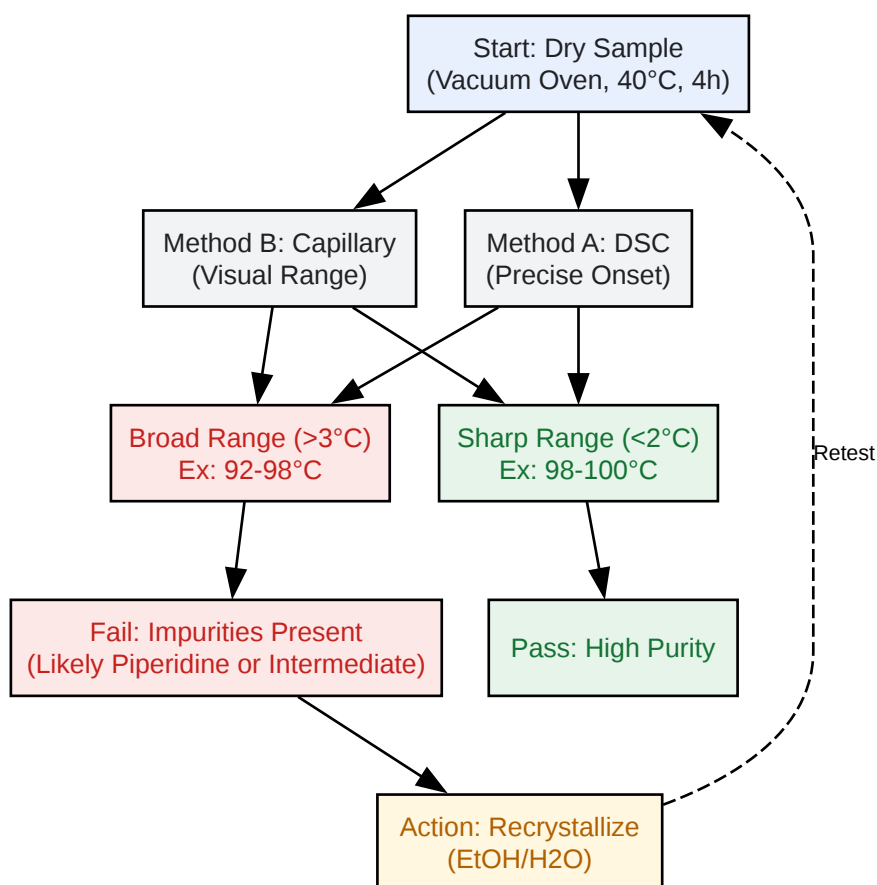 Start: Dry Sample
(Vacuum Oven, 40°C, 4h)
Method B: Capillary
(Visual Range)
Method A: DSC
(Precise Onset)
Broad Range (>3°C)
Ex: 92-98°C
Sharp Range (<2°C)
Ex: 98-100°C
Retest
Fail: Impurities Present
(Likely Piperidine or Intermediate)
Pass: High Purity
Action: Recrystallize
(EtOH/H2O)